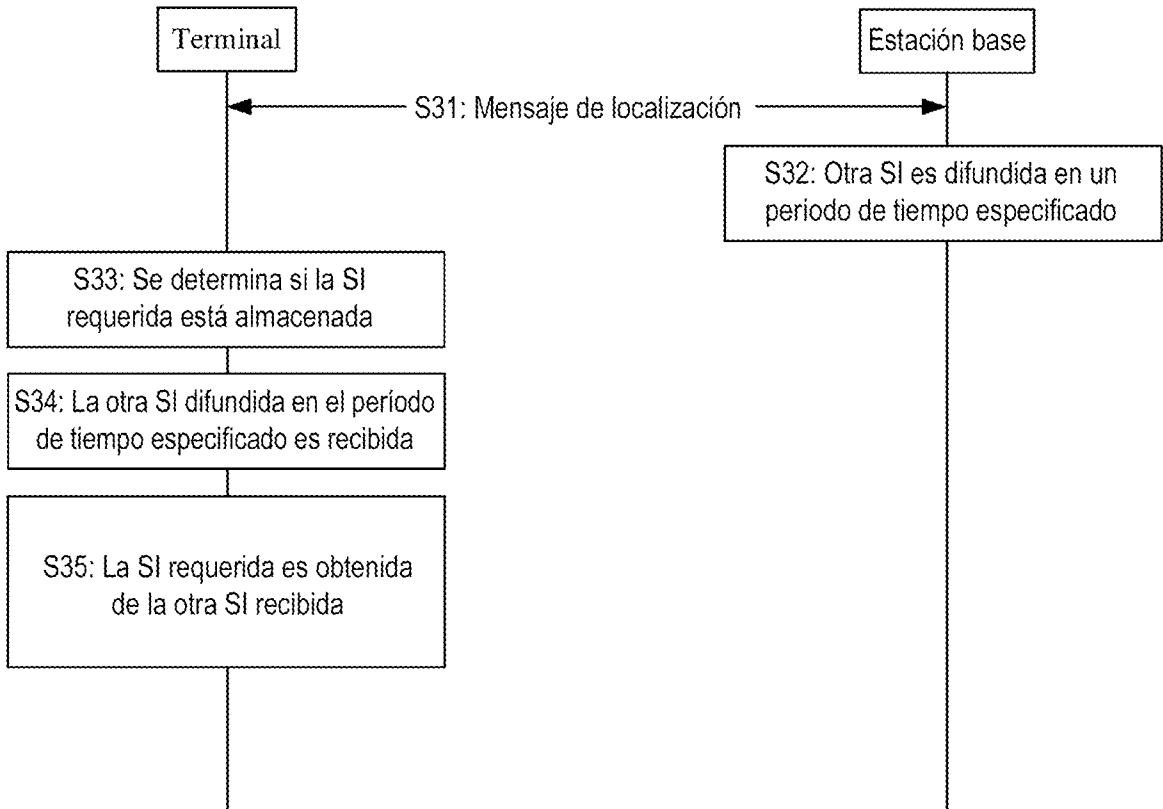 Terminal
Estación base
S31: Mensaje de localización
S32: Otra SI es difundida en un
periodo de tiempo especificado
S33: Se determina si la SI
requerida está almacenada
S34: La otra SI difundida en el período
de tiempo especificado es recibida
S35: La SI requerida es obtenida
de la otra SI recibida